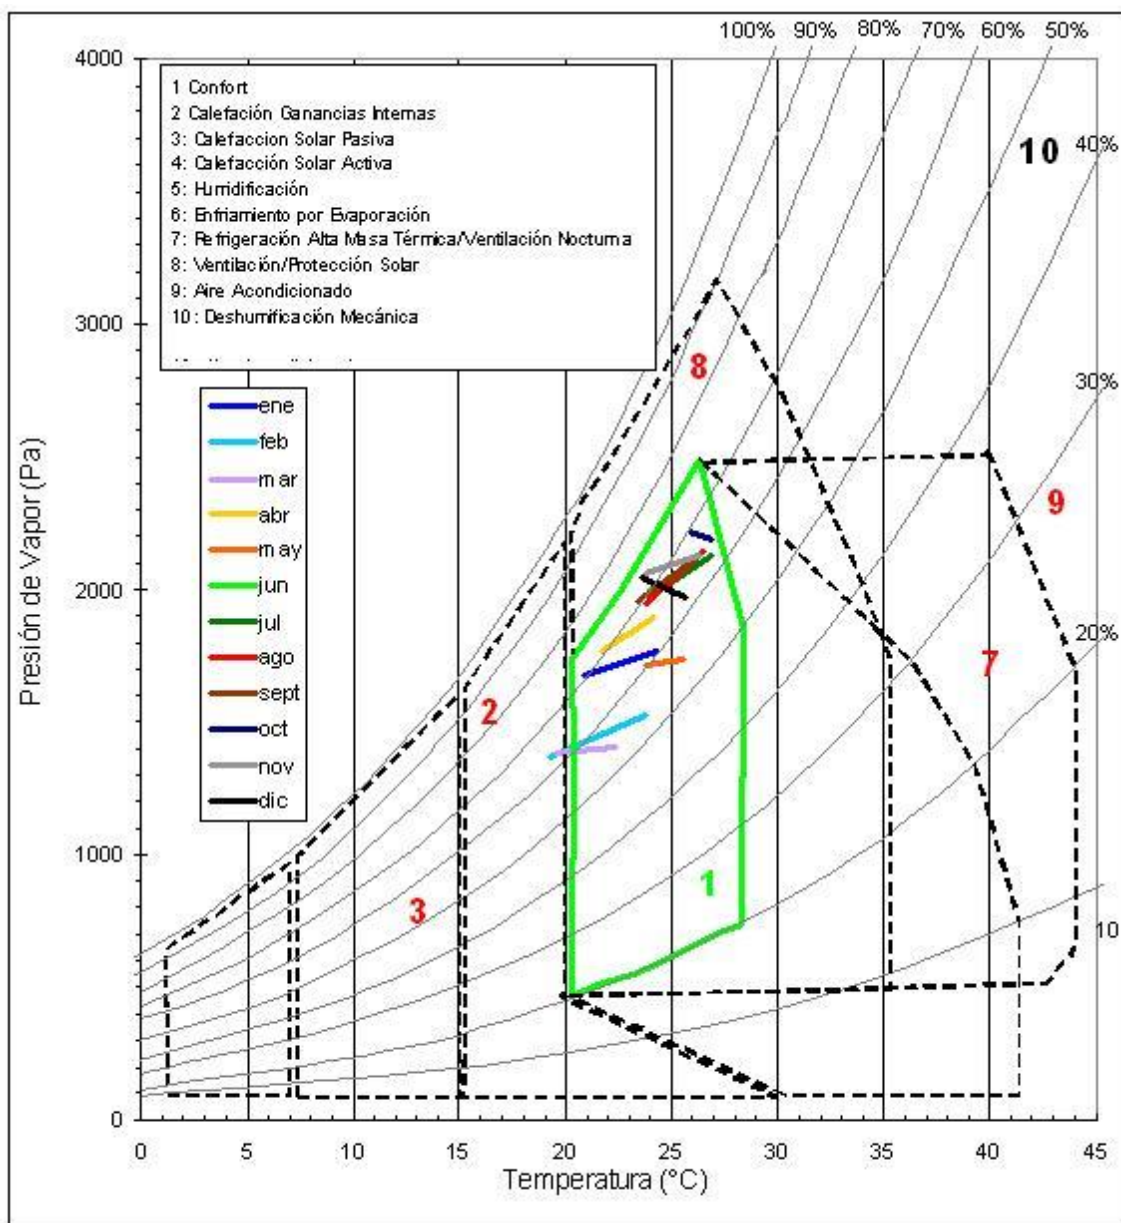 100% 90% 80% 70% 60% 50%
4000
1 Confort
2 Calefación Ganancias Internas
3: Calefaccion Solar Pasiva
4: Calefacción Solar Activa
5: Humidificación
6: Enfriamiento por Evaporación
7: Refrigeración Alta Masa Térmica/Ventilación Nocturna
8: Ventilación/Protección Solar
9: Aire Acondicionado
10: Deshumificación Mecánica
10
40%
3000
8
30%
ene
feb
mar
abr
may
jun
jul
ago
sept
oct
nov
dic
9
2000
20%
7
2
1000
1
3
10
0
0 5 10 15 20 25 30 35 40 45
Temperatura (°C)
Presión de Vapor (Pa)